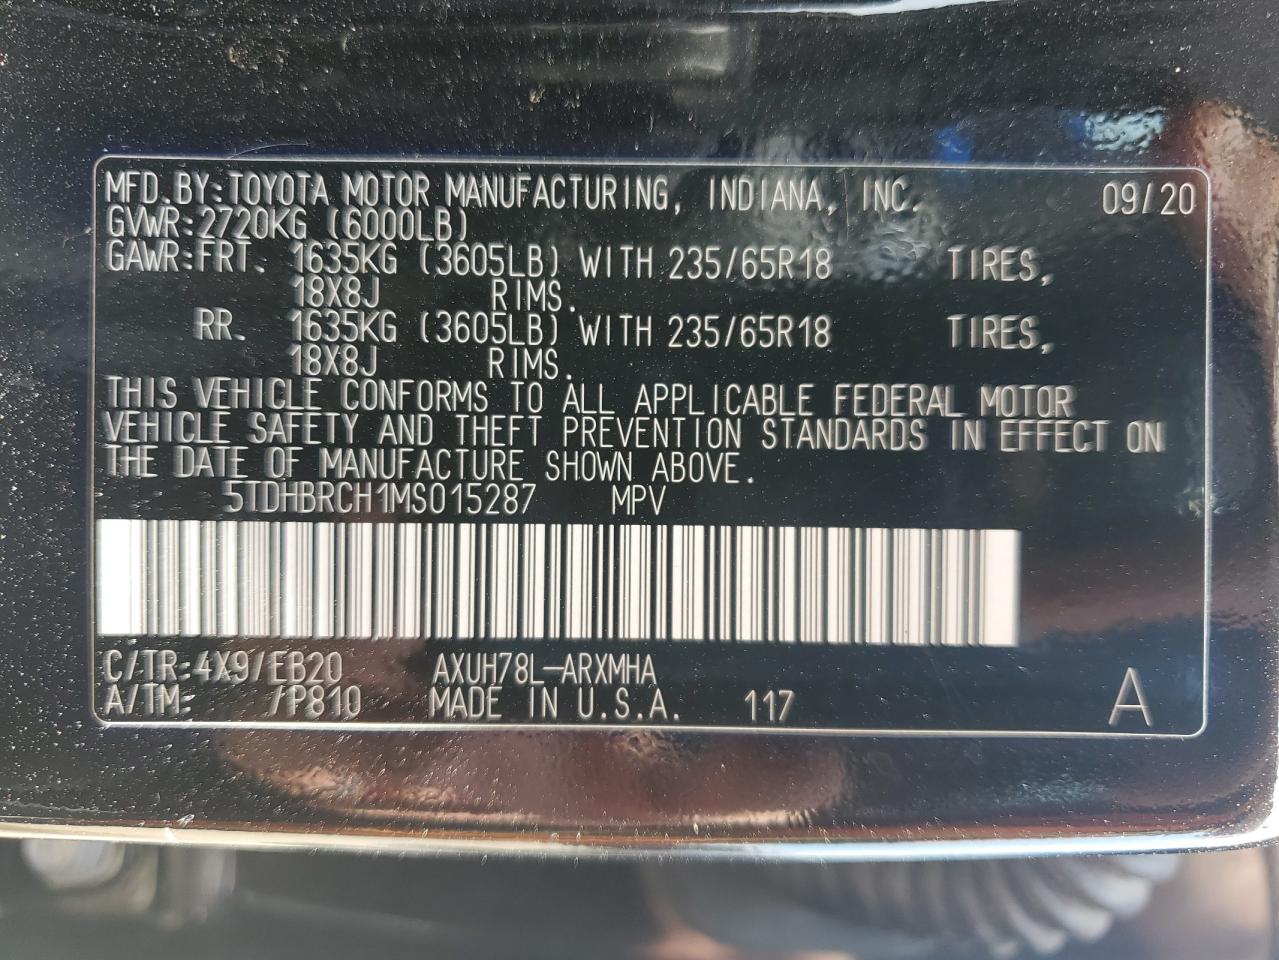 MFD.BY:TOYOTA MOTOR MANUFACTURING, INDIANA, INC. 09/20
GVWR:2720KG (6000LB)
GAWR:FRT. 1635KG (3605LB) WITH 235/65R18 TIRES,
18X8J RIMS.
RR. 1635KG (3605LB) WITH 235/65R18 TIRES,
18X8J RIMS.
THIS VEHICLE CONFORMS TO ALL APPLICABLE FEDERAL MOTOR
VEHICLE SAFETY AND THEFT PREVENTION STANDARDS IN EFFECT ON
THE DATE OF MANUFACTURE SHOWN ABOVE.
5TDHBRCH1MS015287 MPV
C/TR:4X9/EB20 AXUH78L-ARXMHA
A/TM: /P810 MADE IN U.S.A. 117 A